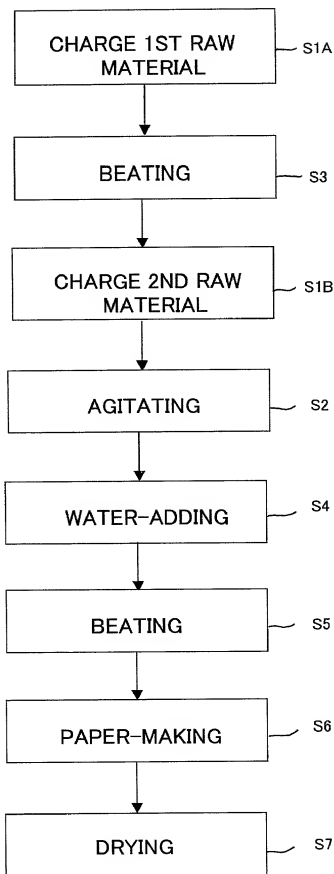 CHARGE 1ST RAW
MATERIAL
S1A
BEATING
S3
CHARGE 2ND RAW
MATERIAL
S1B
AGITATING
S2
WATER-ADDING
S4
BEATING
S5
PAPER-MAKING
S6
DRYING
S7